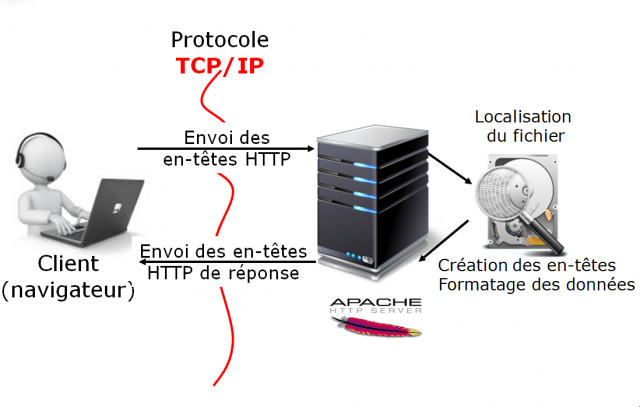 Protocole
TCP/IP
Envoi des
en-têtes HTTP
Localisation
du fichier
Envoi des en-têtes
HTTP de réponse
Client
(navigateur)
Création des en-têtes
Formatage des données
APACHE
HTTP SERVER